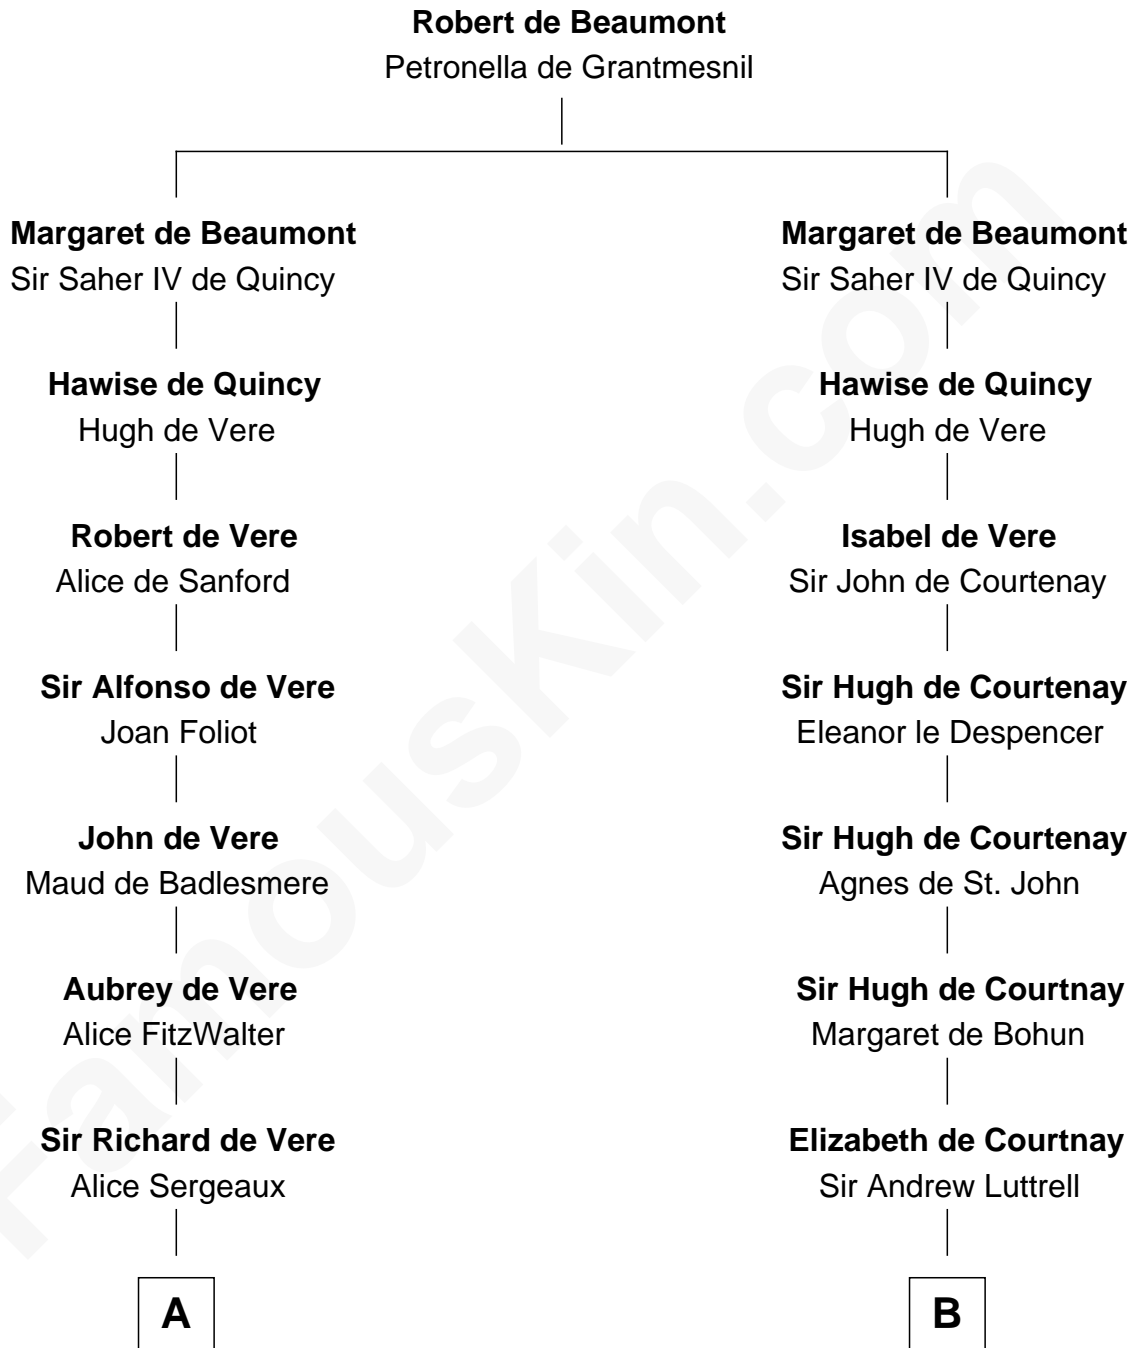 Robert de Beaumont
Petronella de Grantmesnil
Margaret de Beaumont
Sir Saher IV de Quincy
Hawise de Quincy
Hugh de Vere
Robert de Vere
Alice de Sanford
Sir Alfonso de Vere
Joan Foliot
John de Vere
Maud de Badlesmere
Aubrey de Vere
Alice FitzWalter
Sir Richard de Vere
Alice Sergeaux
A
Margaret de Beaumont
Sir Saher IV de Quincy
Hawise de Quincy
Hugh de Vere
Isabel de Vere
Sir John de Courtenay
Sir Hugh de Courtenay
Eleanor le Despencer
Sir Hugh de Courtenay
Agnes de St. John
Sir Hugh de Courtnay
Margaret de Bohun
Elizabeth de Courtnay
Sir Andrew Luttrell
B
FamousKin.com